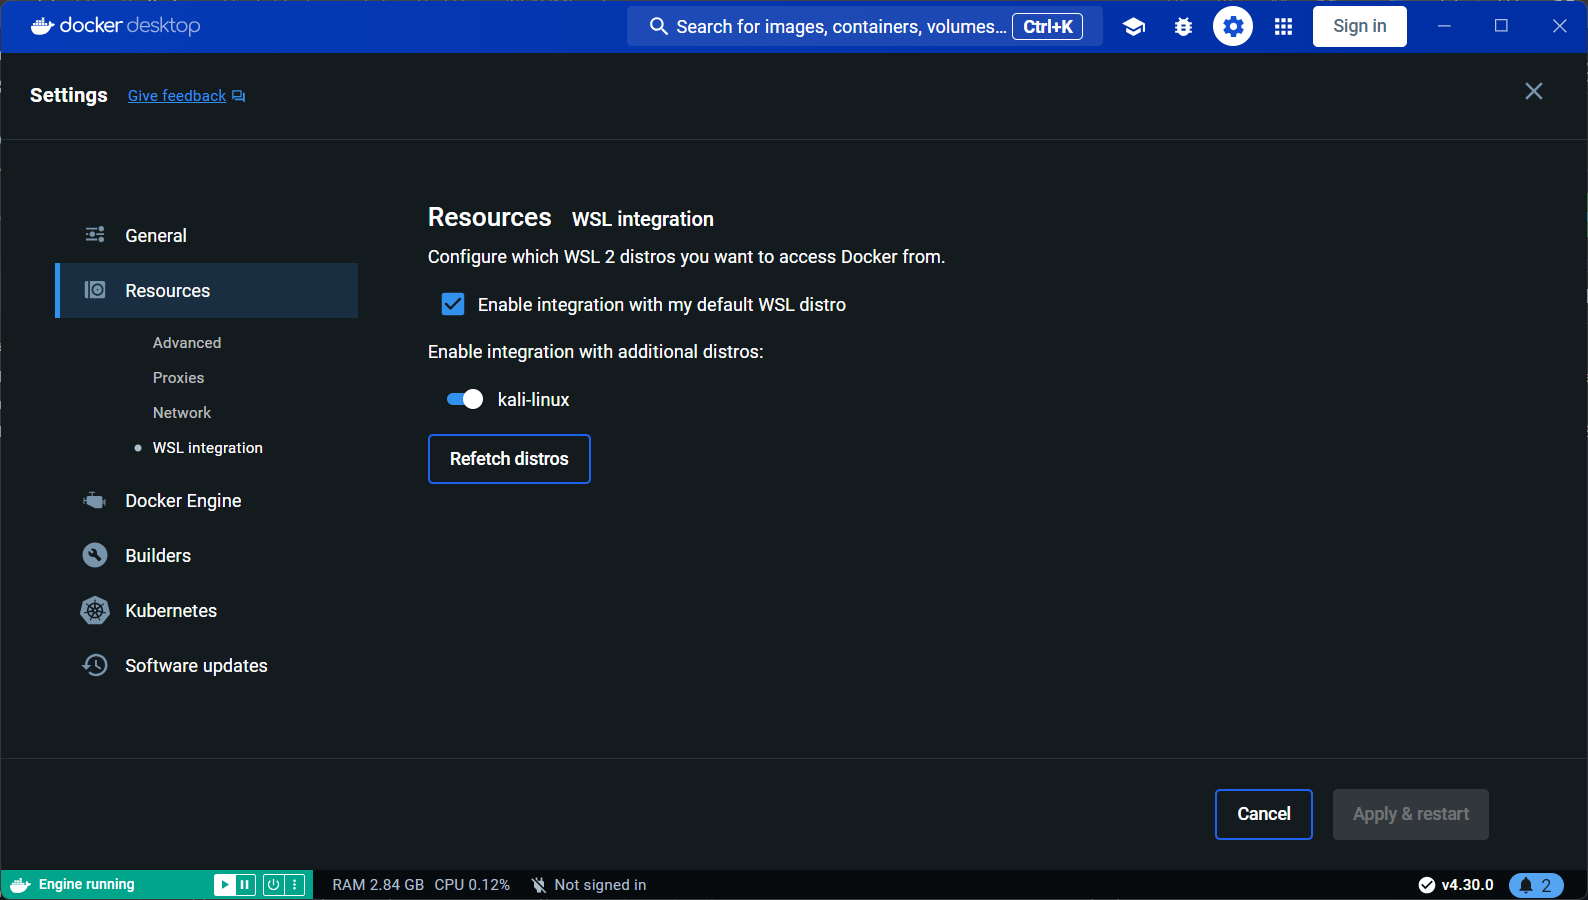 docker desktop
Search for images, containers, volumes... Ctrl+K
Sign in
Settings Give feedback
General
Resources
Advanced
Proxies
Network
WSL integration
Docker Engine
Builders
Kubernetes
Software updates
Resources WSL integration
Configure which WSL 2 distros you want to access Docker from.
Enable integration with my default WSL distro
Enable integration with additional distros:
kali-linux
Refetch distros
Cancel Apply & restart
Engine running RAM 2.84 GB CPU 0.12% Not signed in v4.30.0 2